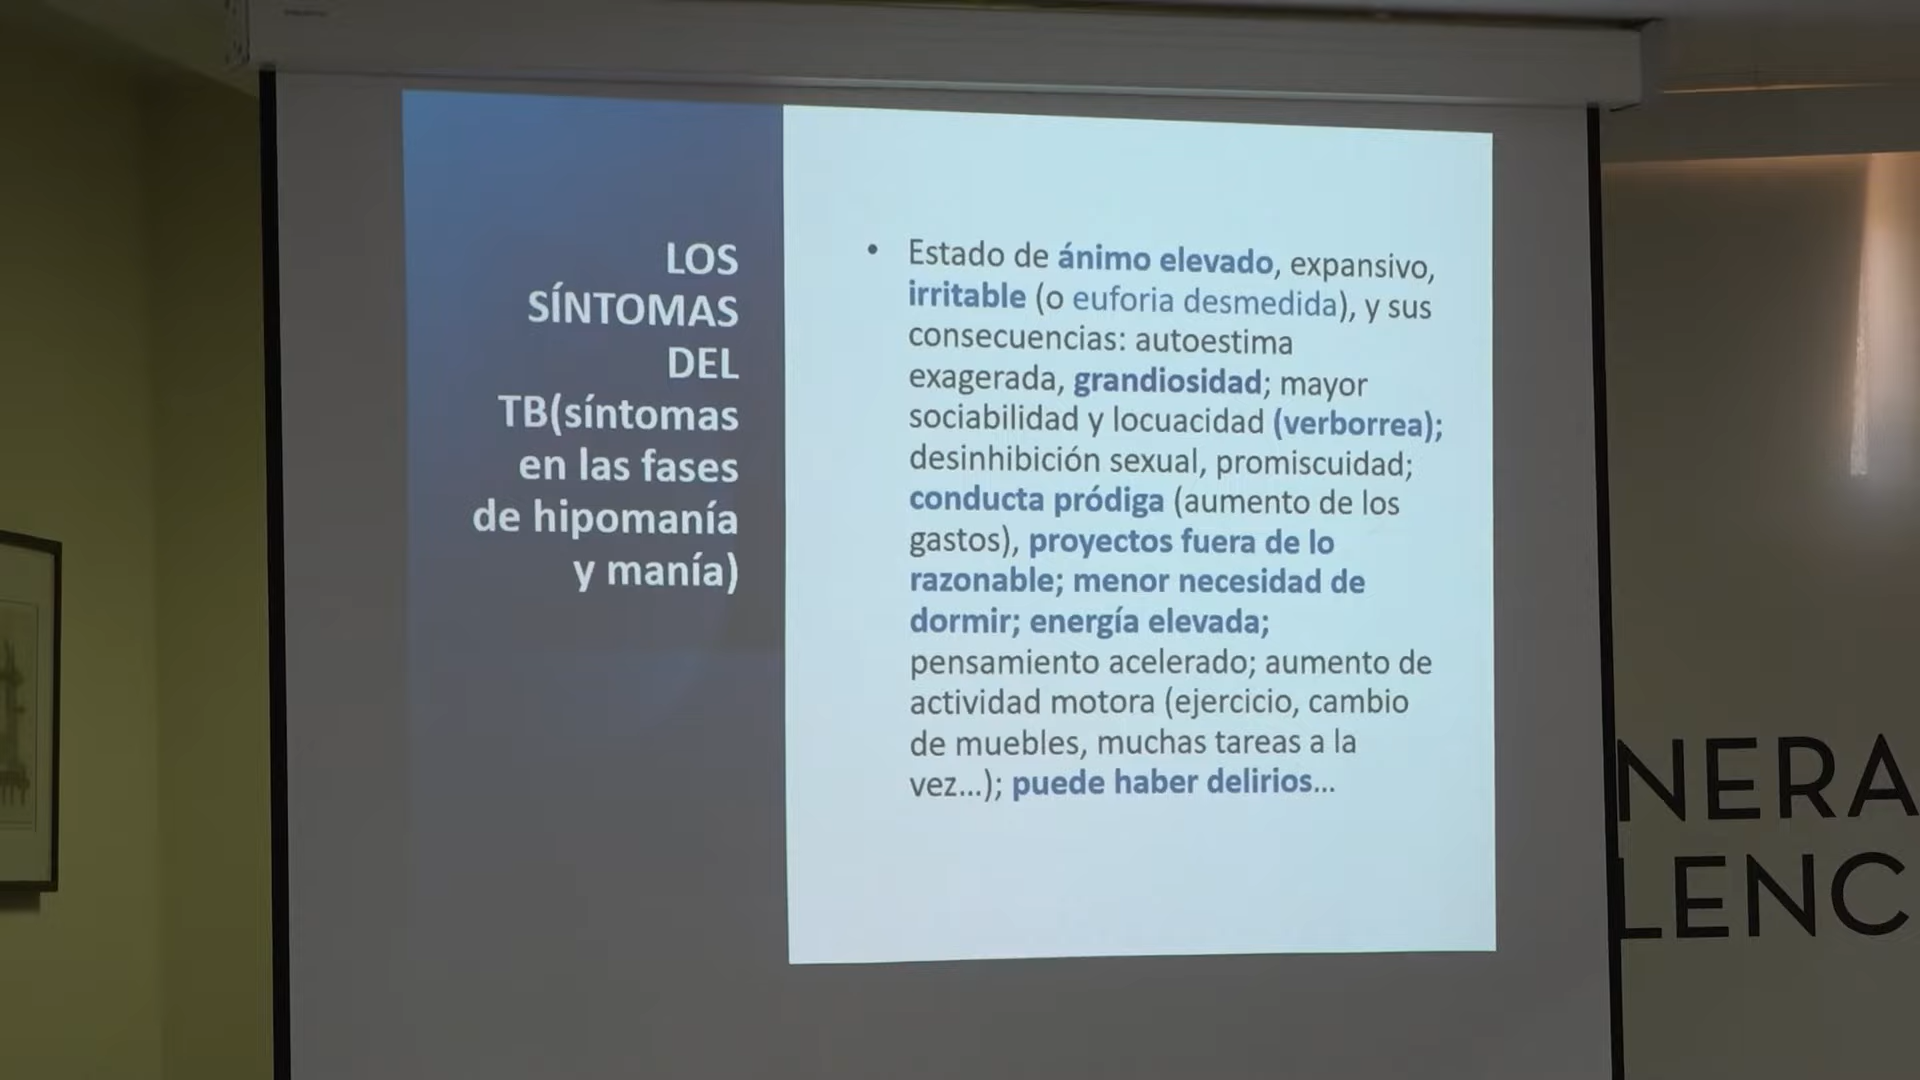 LOS
SÍNTOMAS
DEL
TB(síntomas
en las fases
de hipomanía
y manía)
• Estado de ánimo elevado, expansivo,
irritable (o euforia desmedida), y sus
consecuencias: autoestima
exagerada, grandiosidad; mayor
sociabilidad y locuacidad (verborrea);
desinhibición sexual, promiscuidad;
conducta pródiga (aumento de los
gastos), proyectos fuera de lo
razonable; menor necesidad de
dormir; energía elevada;
pensamiento acelerado; aumento de
actividad motora (ejercicio, cambio
de muebles, muchas tareas a la
vez...); puede haber delirios...
NERA
LENC